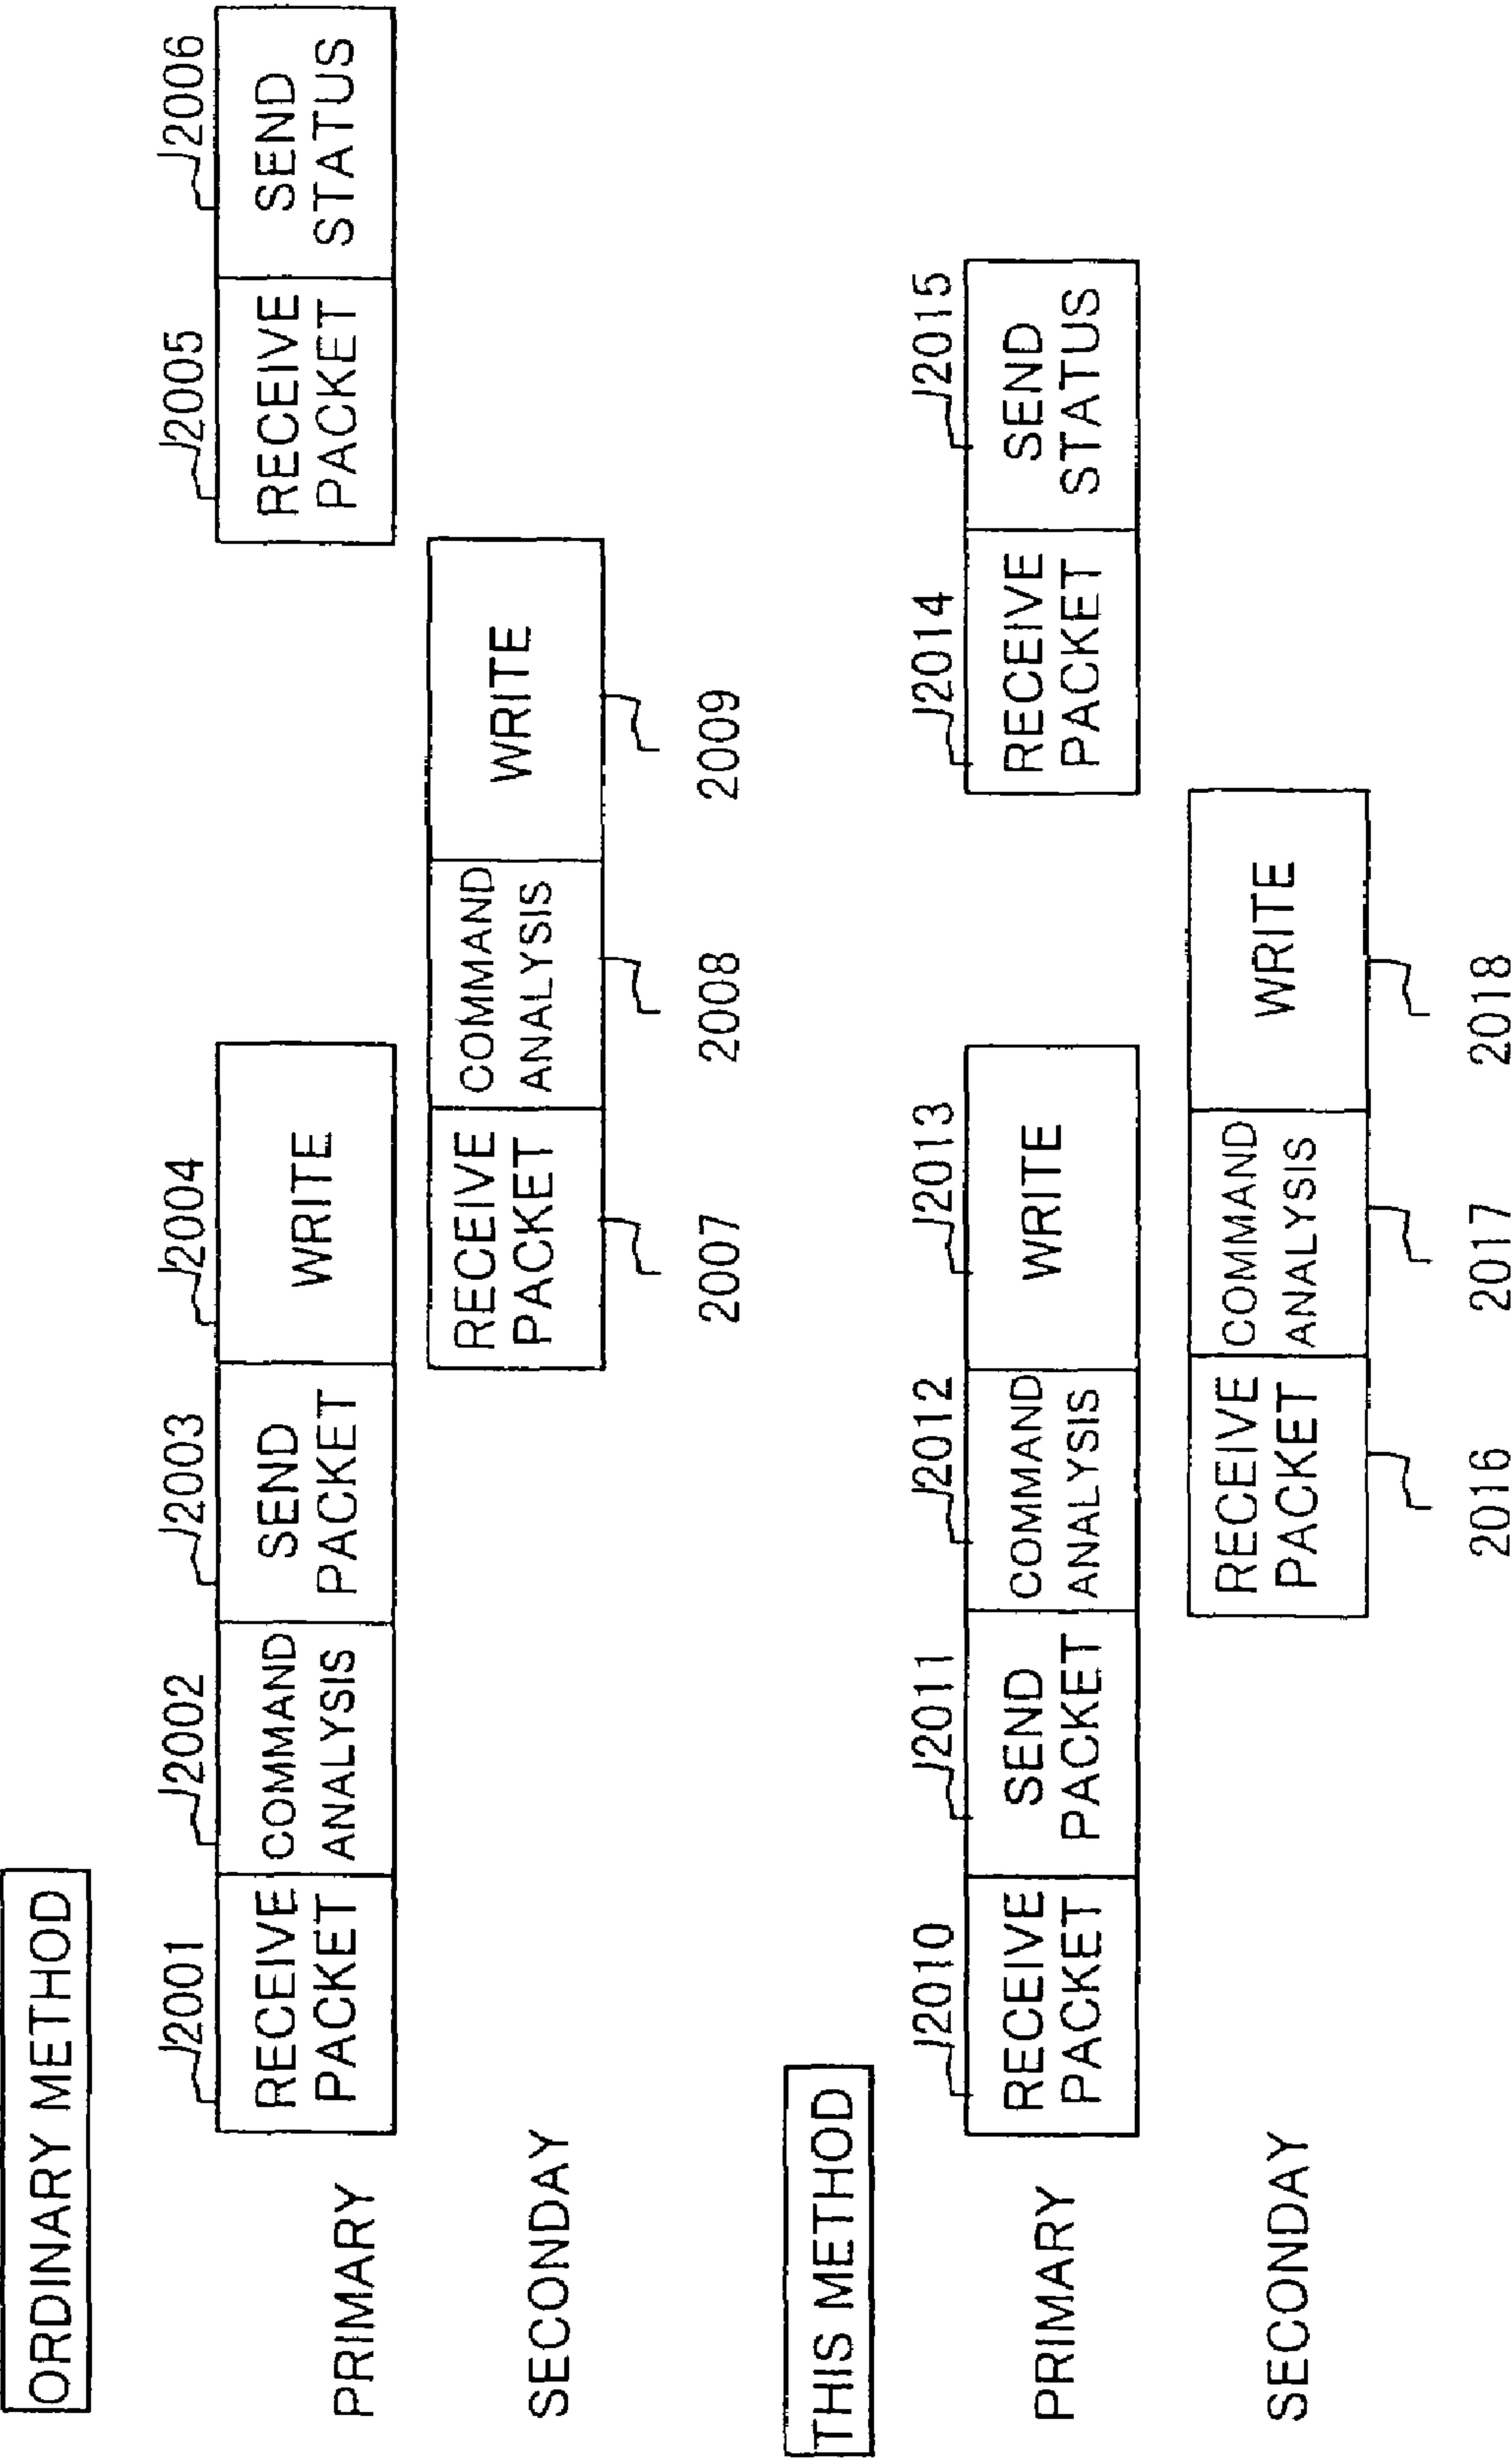 ORDINARY METHOD
2001
2002
2003
2004
2005
2006
PRIMARY
RECEIVE
PACKET
COMMAND
ANALYSIS
SEND
PACKET
WRITE
RECEIVE
PACKET
SEND
STATUS
SECONDAY
RECEIVE
PACKET
COMMAND
ANALYSIS
WRITE
2007
2008
2009
THIS METHOD
2010
2011
2012
2013
2014
2015
PRIMARY
RECEIVE
PACKET
SEND
PACKET
COMMAND
ANALYSIS
WRITE
RECEIVE
PACKET
SEND
STATUS
SECONDAY
RECEIVE
PACKET
COMMAND
ANALYSIS
WRITE
2016
2017
2018